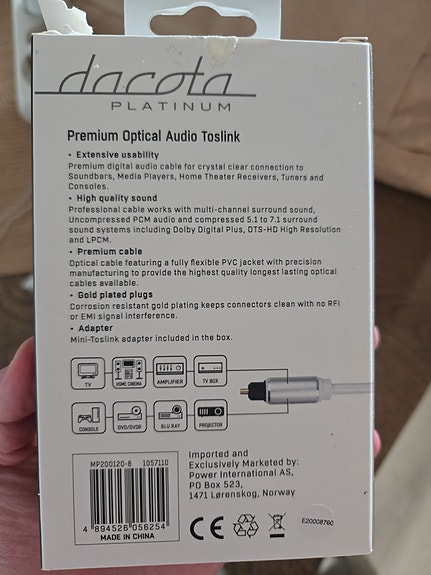 dacota
PLATINUM
Premium Optical Audio Toslink
• Extensive usability
Premium digital audio cable for crystal clear connection to
Soundbars, Media Players, Home Theater Receivers, Tuners and
Consoles.
• High quality sound
Professional cable works with multi-channel surround sound,
Uncompressed PCM audio and compressed 5.1 to 7.1 surround
sound systems including Dolby Digital Plus, DTS-HD High Resolution
and LPCM.
• Premium cable
Optical cable featuring a fully flexible PVC jacket with precision
manufacturing to provide the highest quality longest lasting optical
cables available.
• Gold plated plugs
Corrosion resistant gold plating keeps connectors clean with no RFI
or EMI signal interference.
• Adapter
Mini-Toslink adapter included in the box.
TV HOME CINEMA AMPLIFIER TV BOX
CONSOLE DVD/DVDR BLU RAY PROJECTOR
MP200120-8 1057110
4 894526 056254
MADE IN CHINA
Imported and
Exclusively Marketed by:
Power International AS,
PO Box 523,
1471 Lørenskog, Norway
CE
E20008760